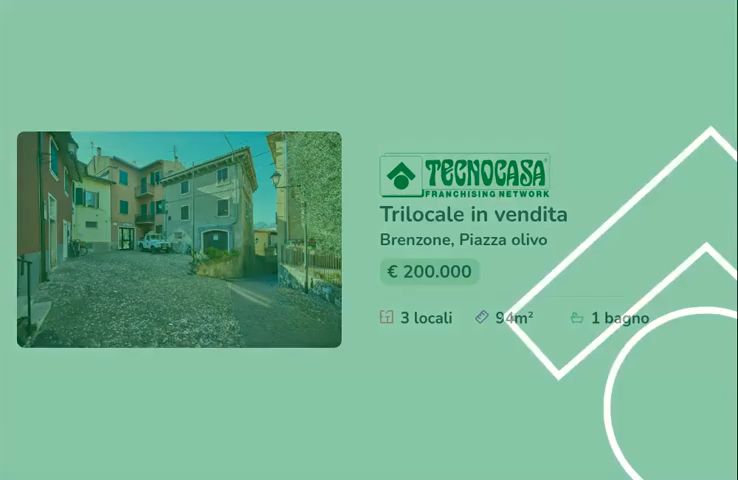 TECNOCASA
FRANCHISING NETWORK
Trilocale in vendita
Brenzone, Piazza olivo
€ 200.000
3 locali 94m² 1 bagno